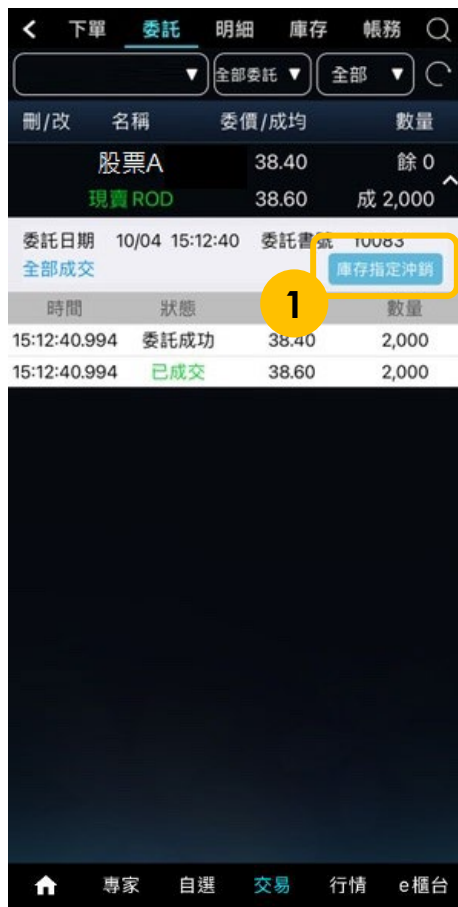 下單 委託 明細 庫存 帳務
全部委託 ▼ 全部 ▼
刪/改 名稱 委價/成均 數量
股票A 38.40 餘 0
現賣 ROD 38.60 成 2,000
委託日期 10/04 15:12:40 委託書號 10083
全部成交 庫存指定沖銷
1
時間 狀態 數量
15:12:40.994 委託成功 38.40 2,000
15:12:40.994 已成交 38.60 2,000
專家 自選 交易 行情 e櫃台